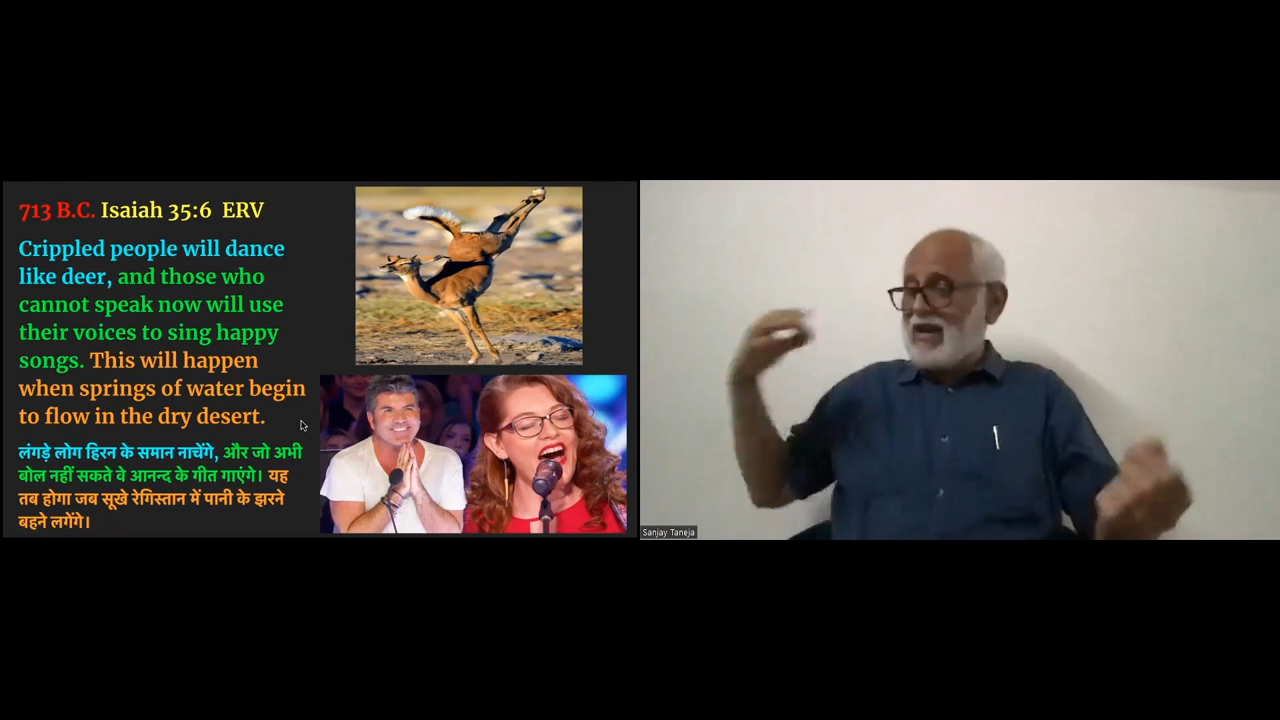 713 B.C. Isaiah 35:6 ERV
Crippled people will dance
like deer, and those who
cannot speak now will use
their voices to sing happy
songs. This will happen
when springs of water begin
to flow in the dry desert.
लंगड़े लोग हिरन के समान नाचेंगे, और जो अभी
बोल नहीं सकते वे आनन्द के गीत गाएंगे। यह
तब होगा जब सूखे रेगिस्तान में पानी के झरने
बहने लगेंगे।
Sanjay Taneja